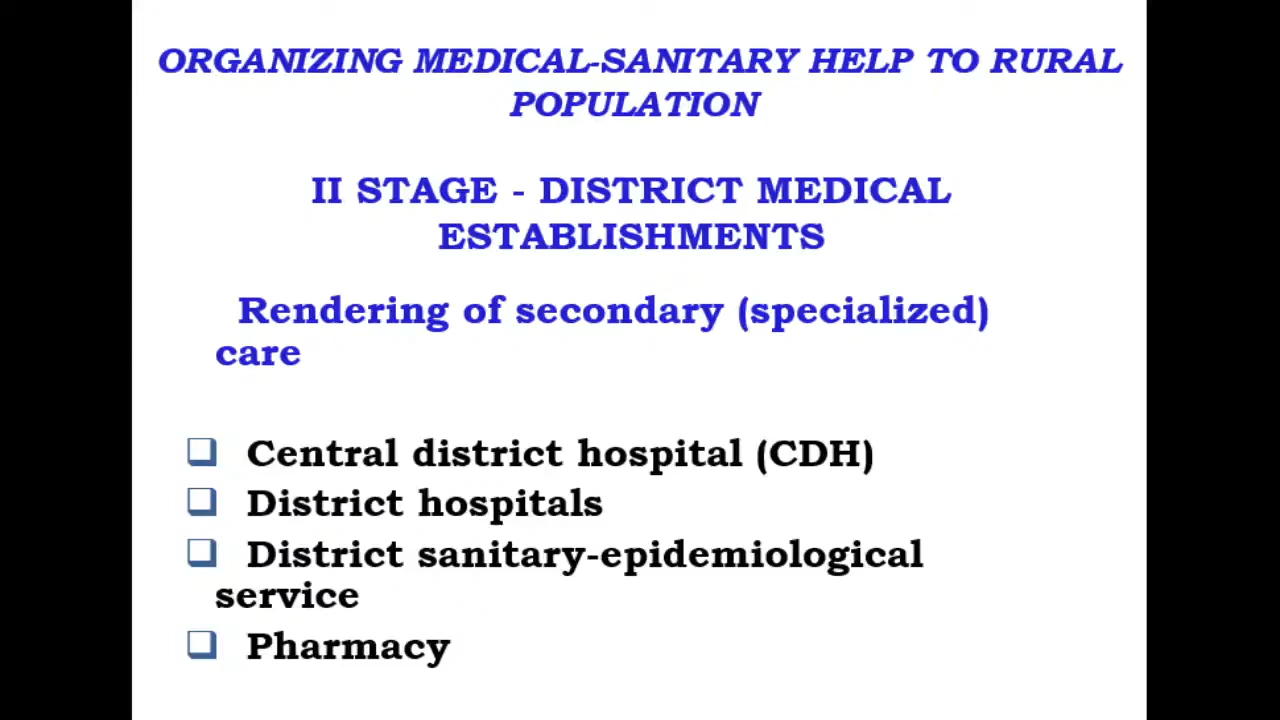 ORGANIZING MEDICAL-SANITARY HELP TO RURAL
POPULATION
II STAGE - DISTRICT MEDICAL
ESTABLISHMENTS
Rendering of secondary (specialized)
care
❑ Central district hospital (CDH)
❑ District hospitals
❑ District sanitary-epidemiological
service
❑ Pharmacy